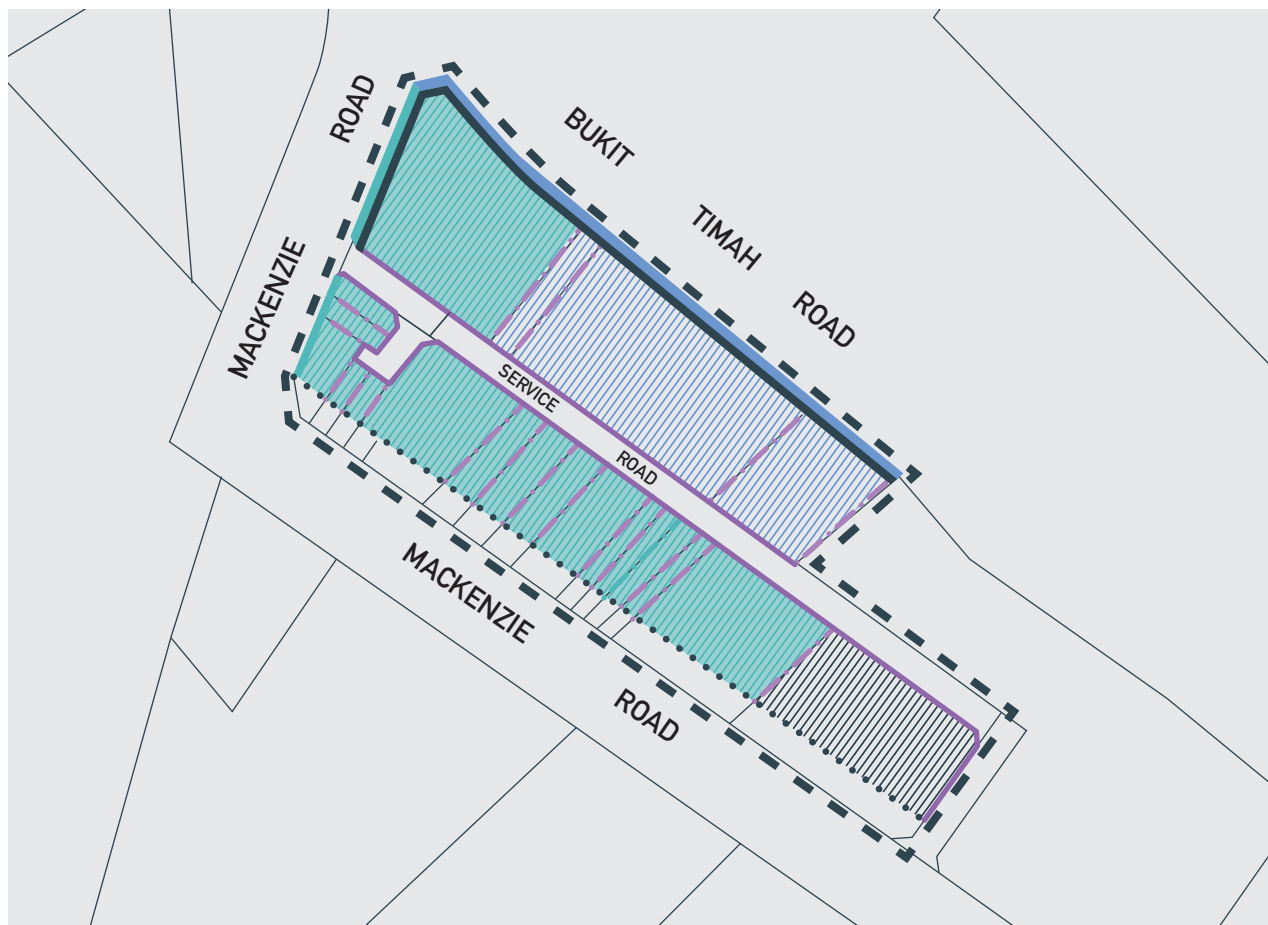 ROAD
BUKIT
TIMAH
ROAD
MACKENZIE
SERVICE
ROAD
MACKENZIE
ROAD